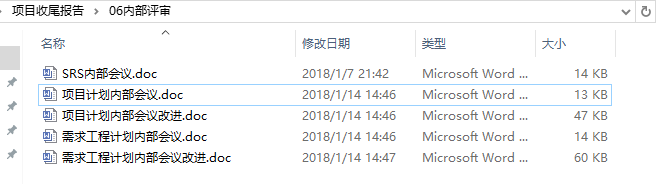 项目收尾报告 > 06内部评审
名称 修改日期 类型 大小
SRS内部会议.doc 2018/1/7 21:42 Microsoft Word ... 14 KB
项目计划内部会议.doc 2018/1/14 14:46 Microsoft Word ... 13 KB
项目计划内部会议改进.doc 2018/1/14 14:46 Microsoft Word ... 47 KB
需求工程计划内部会议.doc 2018/1/14 14:46 Microsoft Word ... 14 KB
需求工程计划内部会议改进.doc 2018/1/14 14:47 Microsoft Word ... 60 KB